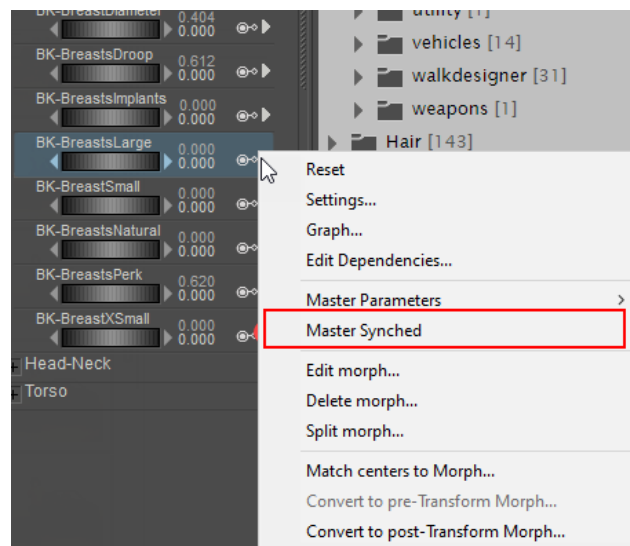 BK-BreastDiameter
0.404
0.000
BK-BreastsDroop
0.612
0.000
BK-BreastsImplants
0.000
0.000
BK-BreastsLarge
0.000
0.000
BK-BreastSmall
0.000
0.000
BK-BreastsNatural
0.000
0.000
BK-BreastsPerk
0.620
0.000
BK-BreastXSmall
0.000
0.000
Head-Neck
Torso
utility [1]
vehicles [14]
walkdesigner [31]
weapons [1]
Hair [143]
Reset
Settings...
Graph...
Edit Dependencies...
Master Parameters
Master Synched
Edit morph...
Delete morph...
Split morph...
Match centers to Morph...
Convert to pre-Transform Morph...
Convert to post-Transform Morph...